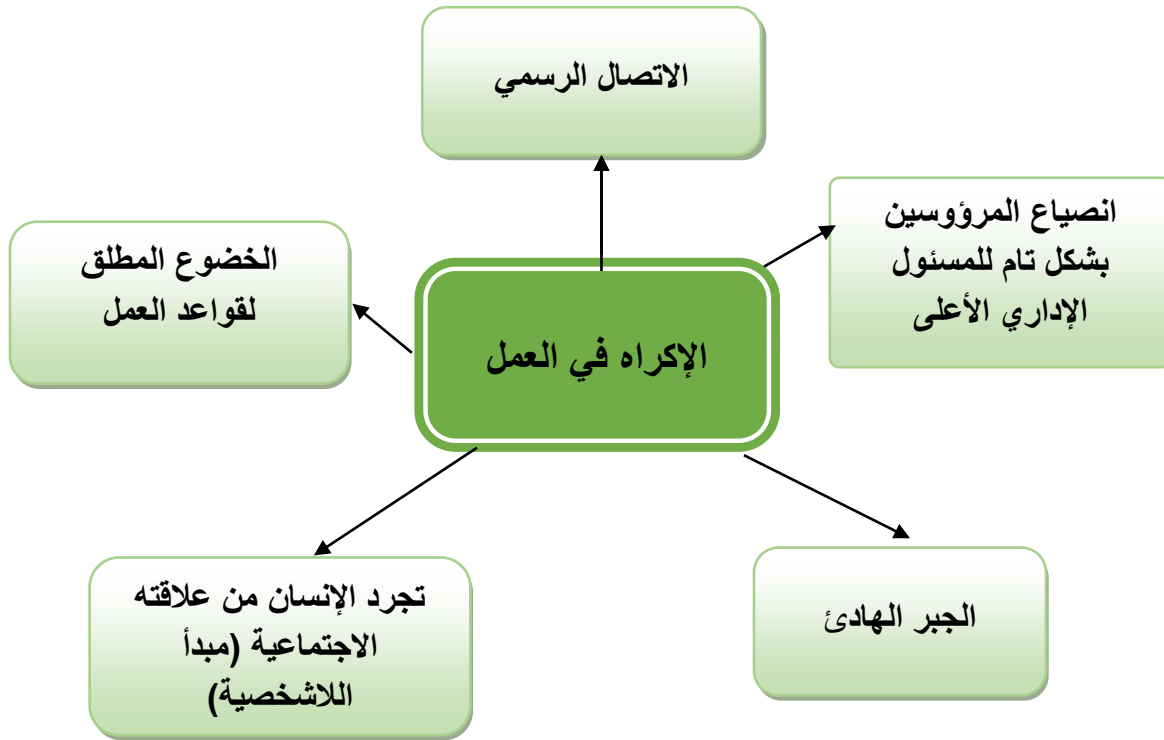 الاتصال الرسمي
انصياع المرؤوسين
بشكل تام للمسئول
الإداري الأعلى
الخضوع المطلق
لقواعد العمل
الإكراه في العمل
تجرد الإنسان من علاقته
الاجتماعية (مبدأ
اللاشخصية)
الجبر الهادئ